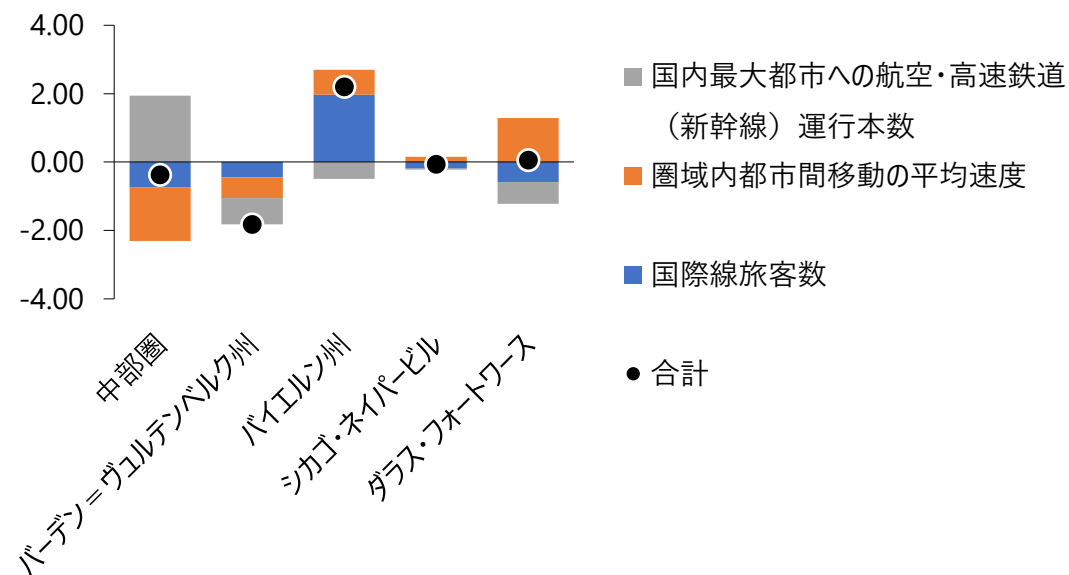 4.00
2.00
0.00
-2.00
-4.00
中部圏
バーデン＝ヴュルテンベルク州
バイエルン州
シカゴ・ネイパービル
ダラス・フォートワース
国内最大都市への航空・高速鉄道
（新幹線）運行本数
圏域内都市間移動の平均速度
国際線旅客数
合計